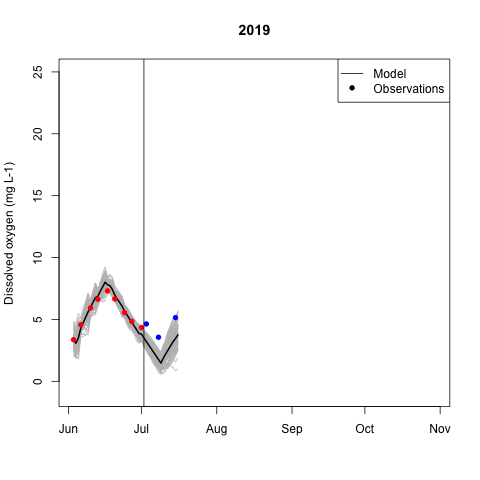 2019
Model
Observations
Dissolved oxygen (mg L-1)
25
20
15
10
5
0
Jun Jul Aug Sep Oct Nov